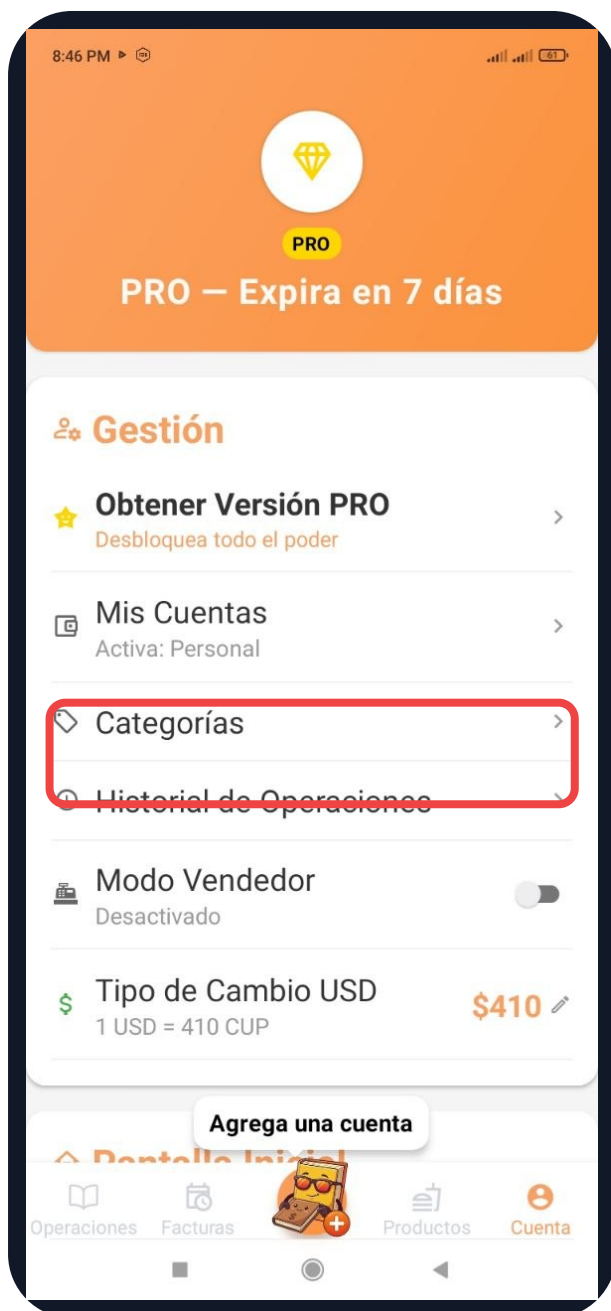 8:46 PM
61
PRO
PRO — Expira en 7 días
Gestión
Obtener Versión PRO
Desbloquea todo el poder
Mis Cuentas
Activa: Personal
Categorías
Historial de Operaciones
Modo Vendedor
Desactivado
Tipo de Cambio USD
$410
1 USD = 410 CUP
Agrega una cuenta
Pantalla Inicial
Operaciones
Facturas
Productos
Cuenta